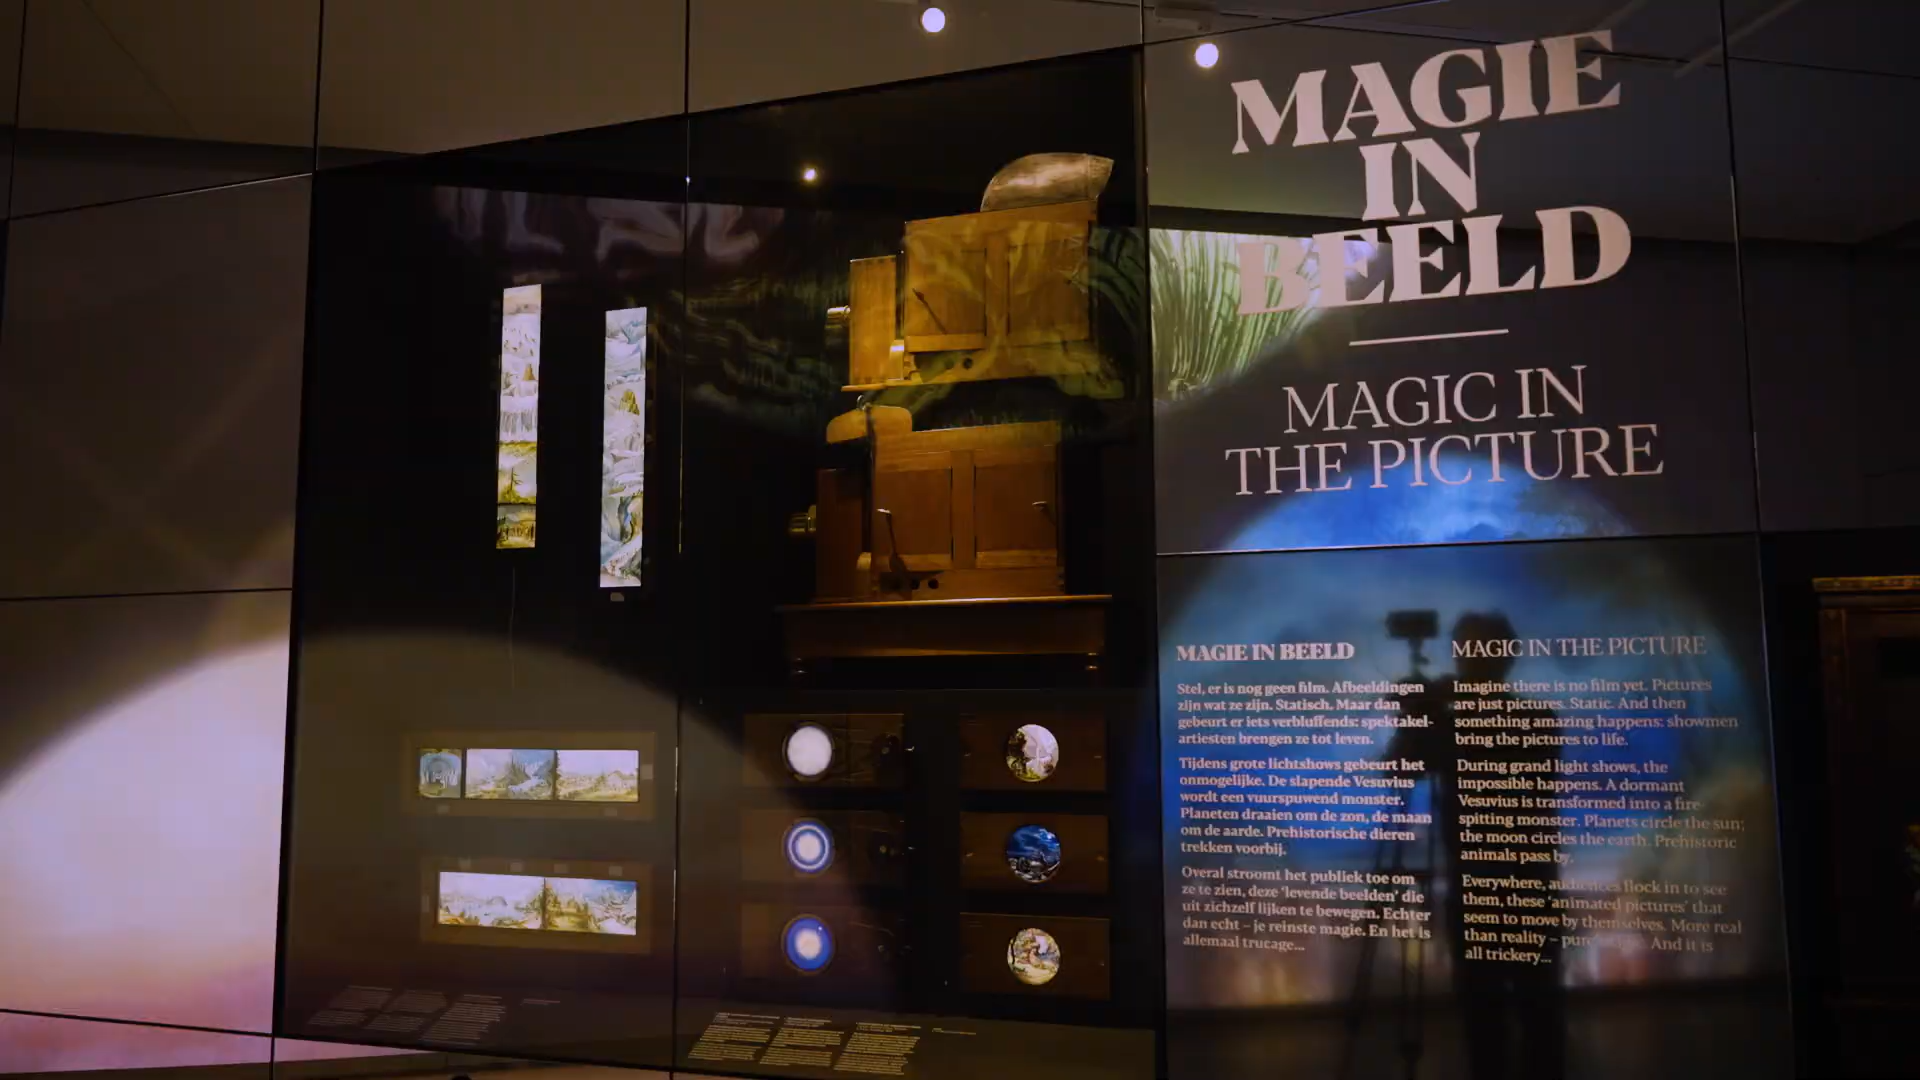 MAGIE
IN
BEELD
MAGIC IN
THE PICTURE
MAGIE IN BEELD
Stel, er is nog geen film. Afbeeldingen
zijn wat ze zijn. Statisch. Maar dan
gebeurt er iets verbluffends: spektakel-
artiesten brengen ze tot leven.
Tijdens grote lichtshows gebeurt het
onmogelijke. De slapende Vesuvius
wordt een vuurspuwend monster.
Planeten draaien om de zon, de maan
om de aarde. Prehistorische dieren
trekken voorbij.
Overal stroomt het publiek toe om
ze te zien, deze ‘levende beelden’ die
uit zichzelf lijken te bewegen. Echter
dan echt – je reinste magie. En het is
allemaal trucage...
MAGIC IN THE PICTURE
Imagine there is no film yet. Pictures
are just pictures. Static. And then
something amazing happens: showmen
bring the pictures to life.
During grand light shows, the
impossible happens. A dormant
Vesuvius is transformed into a fire-
spitting monster. Planets circle the sun;
the moon circles the earth. Prehistoric
animals pass by.
Everywhere, audiences flock in to see
them, these ‘animated pictures’ that
seem to move by themselves. More real
than reality – And it is
all trickery...